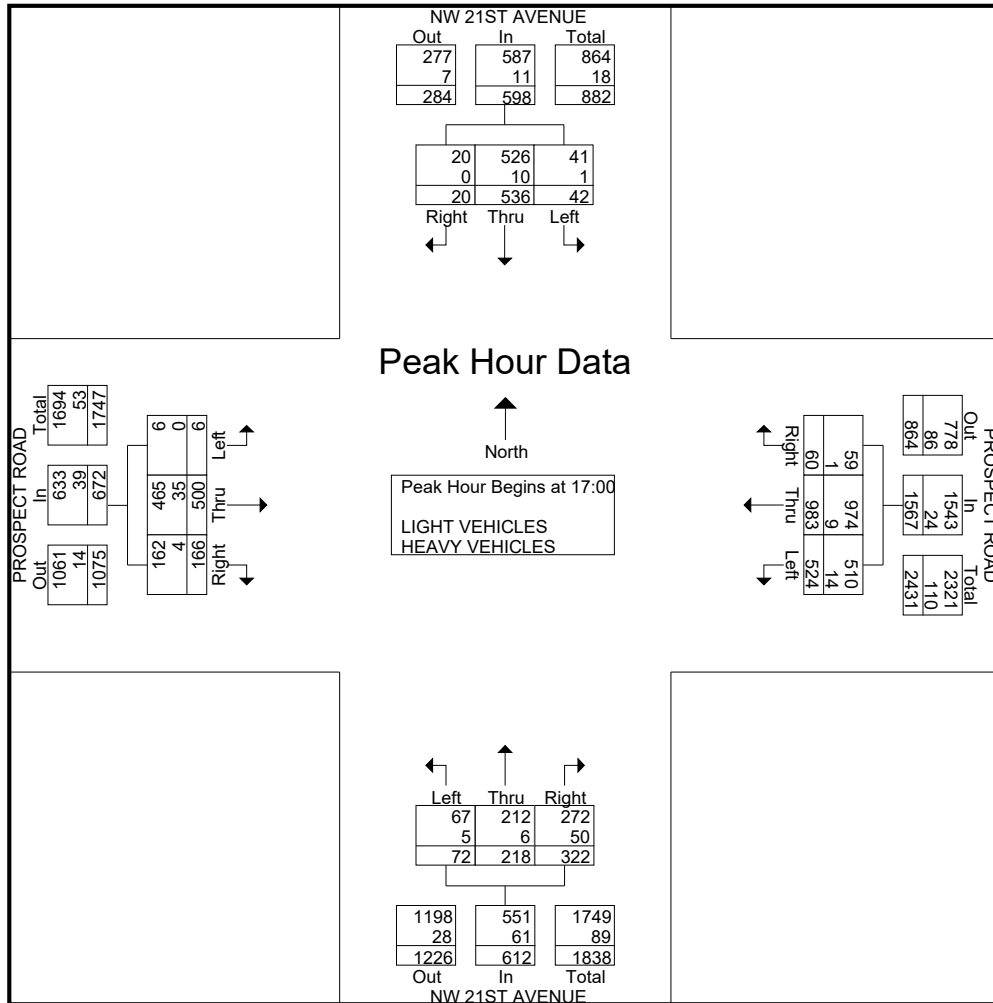 NW 21ST AVENUE
Out In Total
277 587 864
7 11 18
284 598 882
20 526 41
0 10 1
20 536 42
Right Thru Left
Peak Hour Data
North
Peak Hour Begins at 17:00
LIGHT VEHICLES
HEAVY VEHICLES
PROSPECT ROAD
Out In Total
1061 633 1694
14 39 53
1075 672 1747
Left Thru Right
6 465 162
0 35 4
6 500 166
PROSPECT ROAD
Out In Total
778 1543 2321
86 24 110
864 1567 2431
59 974 510
1 9 14
60 983 524
Right Thru Left
Left Thru Right
67 212 272
5 6 50
72 218 322
1198 551 1749
28 61 89
1226 612 1838
Out In Total
NW 21ST AVENUE